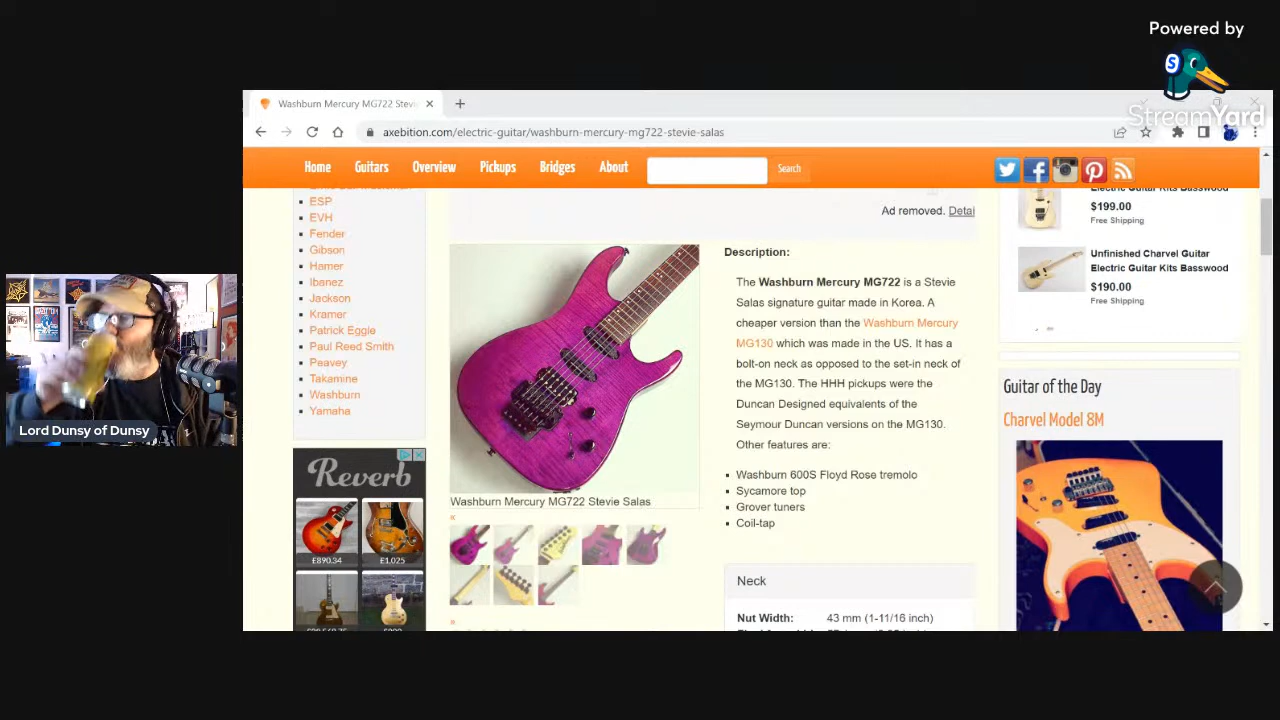 Powered by
StreamYard
Washburn Mercury MG722 Stevi
axebition.com/electric-guitar/washburn-mercury-mg722-stevie-salas
Home
Guitars
Overview
Pickups
Bridges
About
Search
ESP
EVH
Fender
Gibson
Hamer
Ibanez
Jackson
Kramer
Patrick Eggle
Paul Reed Smith
Peavey
Takamine
Washburn
Yamaha
Reverb
£890.34
£1,025
Ad removed. Detai
Washburn Mercury MG722 Stevie Salas
«
»
Description:
The Washburn Mercury MG722 is a Stevie
Salas signature guitar made in Korea. A
cheaper version than the Washburn Mercury
MG130 which was made in the US. It has a
bolt-on neck as opposed to the set-in neck of
the MG130. The HHH pickups were the
Duncan Designed equivalents of the
Seymour Duncan versions on the MG130.
Other features are:
Washburn 600S Floyd Rose tremolo
Sycamore top
Grover tuners
Coil-tap
Neck
Nut Width: 43 mm (1-11/16 inch)
Electric Guitar Kits Basswood
$199.00
Free Shipping
Unfinished Charvel Guitar
Electric Guitar Kits Basswood
$190.00
Free Shipping
Guitar of the Day
Charvel Model 8M
Lord Dunsy of Dunsy